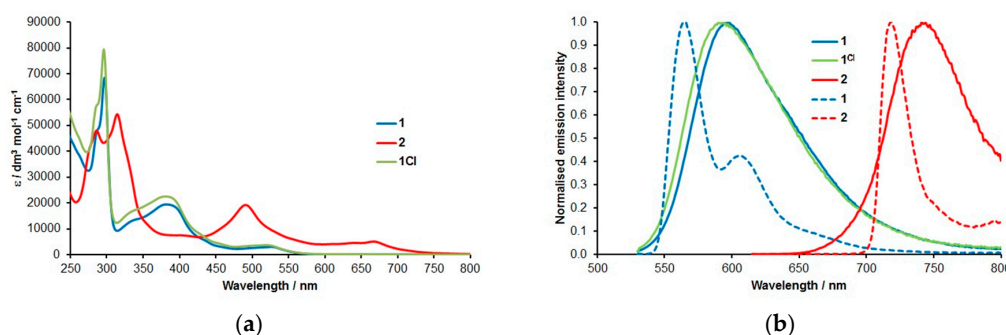 90000
80000
70000
60000
50000
40000
30000
20000
10000
0
ε / dm³ mol⁻¹ cm⁻¹
1
2
1Cl
250 300 350 400 450 500 550 600 650 700 750 800
Wavelength / nm
(a)
1.0
0.9
0.8
0.7
0.6
0.5
0.4
0.3
0.2
0.1
0.0
Normalised emission intensity
1
1ᶜˡ
2
1
2
500 550 600 650 700 750 800
Wavelength / nm
(b)